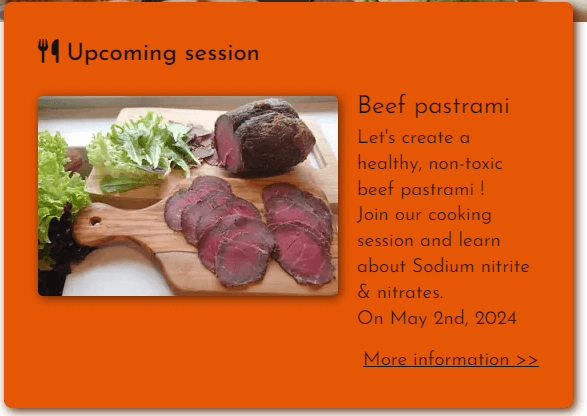 Upcoming session
Beef pastrami
Let's create a
healthy, non-toxic
beef pastrami !
Join our cooking
session and learn
about Sodium nitrite
& nitrates.
On May 2nd, 2024
More information >>